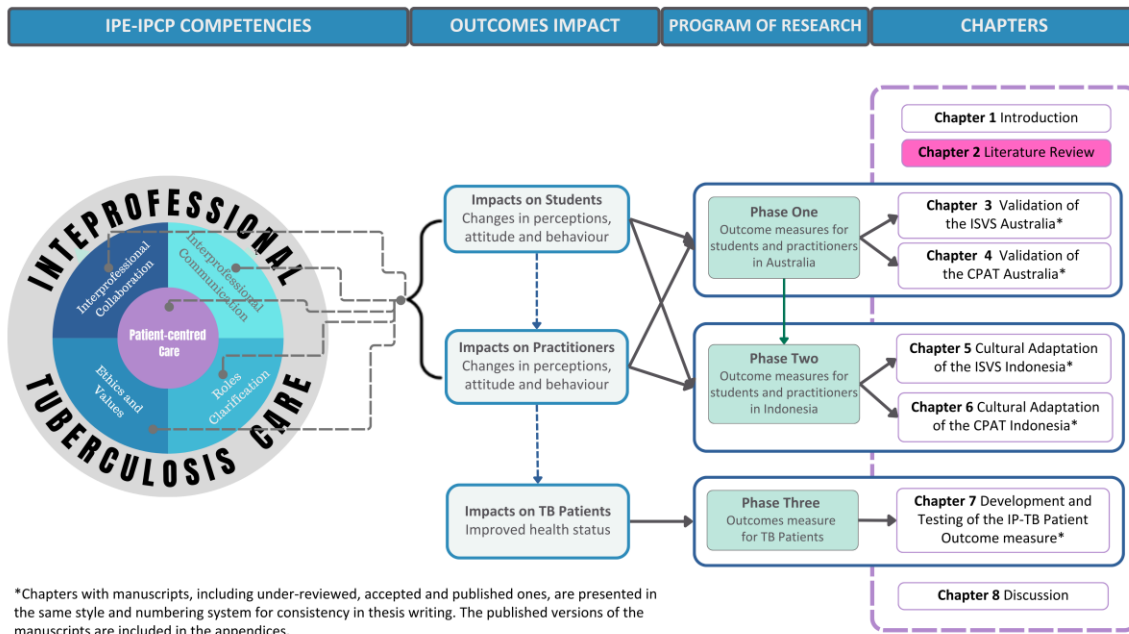 IPE-IPCP COMPETENCIES
OUTCOMES IMPACT
PROGRAM OF RESEARCH
CHAPTERS
INTEPROFESSIONAL
TUBERCULOSIS CARE
Interprofessional
Collaboration
Interprofessional
Communication
Patient-centred
Care
Ethics and
Values
Roles
Clarification
Impacts on Students
Changes in perceptions,
attitude and behaviour
Impacts on Practitioners
Changes in perceptions,
attitude and behaviour
Impacts on TB Patients
Improved health status
Phase One
Outcome measures for
students and practitioners
in Australia
Phase Two
Outcome measures for
students and practitioners
in Indonesia
Phase Three
Outcomes measure
for TB Patients
Chapter 1 Introduction
Chapter 2 Literature Review
Chapter 3 Validation of
the ISVS Australia*
Chapter 4 Validation of
the CPAT Australia*
Chapter 5 Cultural Adaptation
of the ISVS Indonesia*
Chapter 6 Cultural Adaptation
of the CPAT Indonesia*
Chapter 7 Development and
Testing of the IP-TB Patient
Outcome measure*
Chapter 8 Discussion
*Chapters with manuscripts, including under-reviewed, accepted and published ones, are presented in
the same style and numbering system for consistency in thesis writing. The published versions of the
manuscripts are included in the appendices.